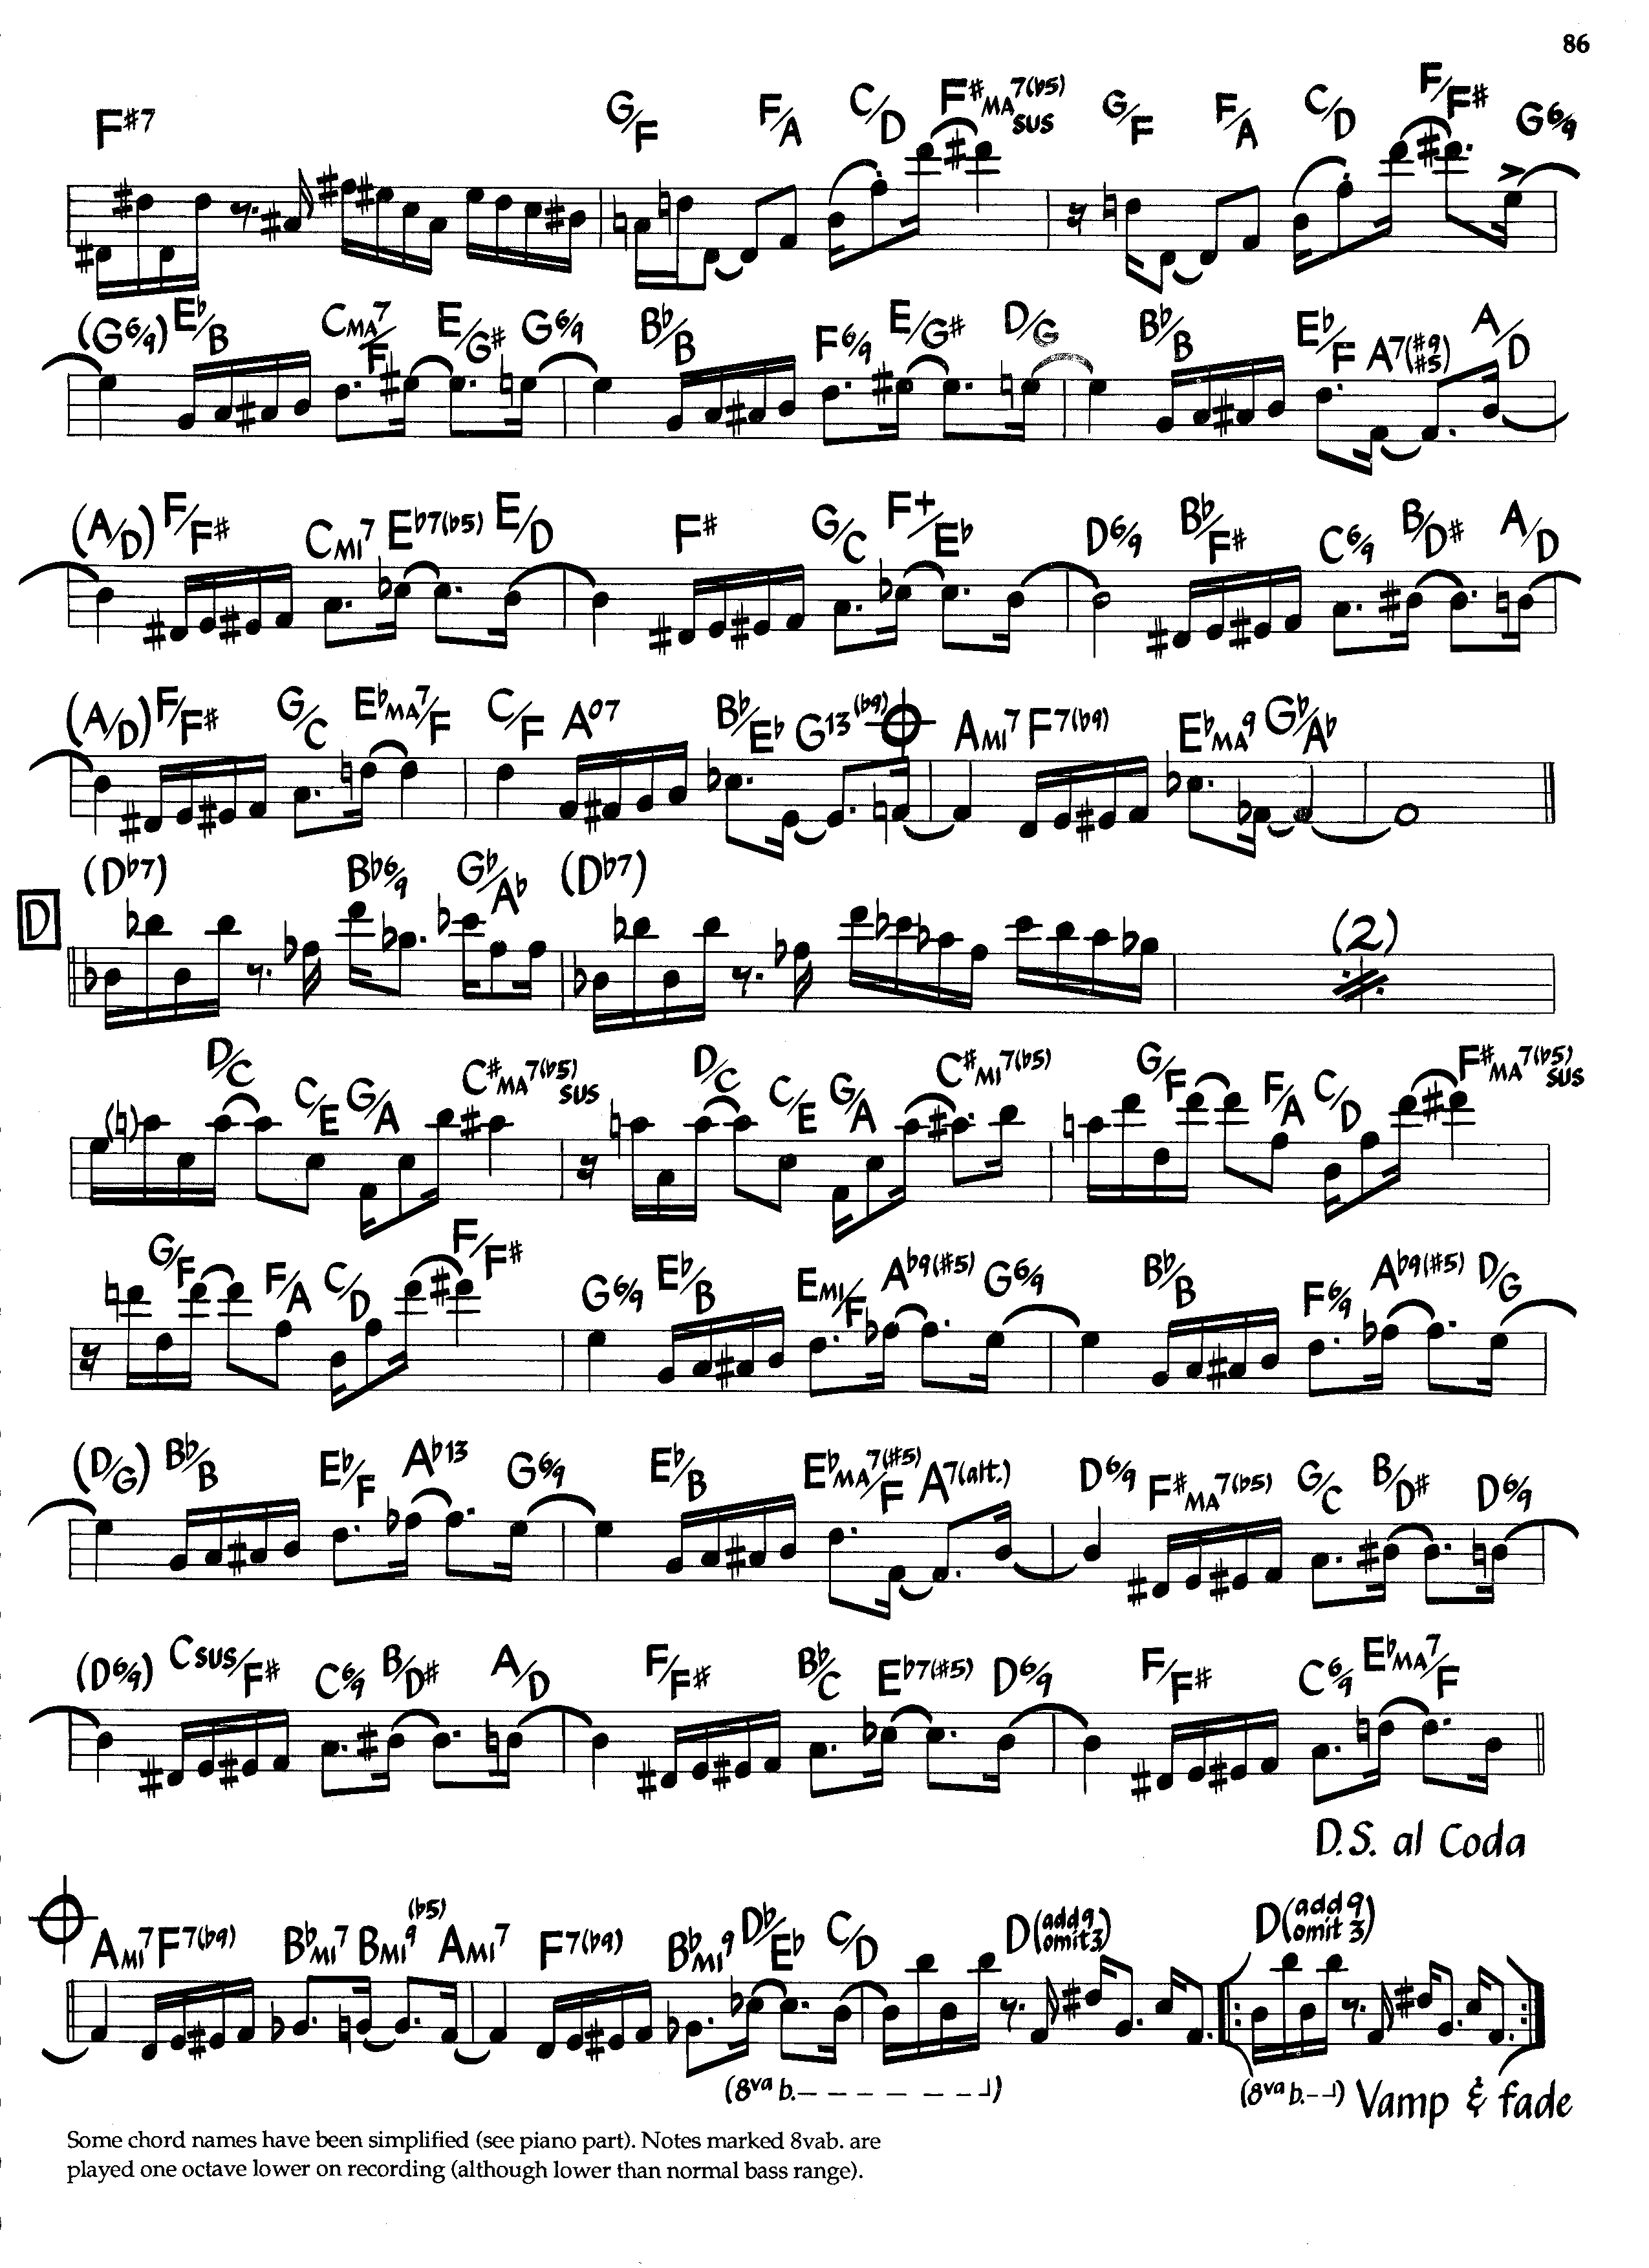 86
F#7 G/F F/A C/D F#MA7(b5)SUS G/F F/A C/D F/F# G6/9
(G6/9) Eb/B CMA7/F E/G# G6/9 Bb/B F6/9 E/G# D/G Bb/B Eb/F A7(#9#5) A/D
(A/D) F/F# CMI7 Eb7(b5) E/D F# G/C F+/Eb D6/9 Bb/F# C6/9 B/D# A/D
(A/D) F/F# G/C EbMA7/F C/F A°7 Bb/Eb G13(b9) AMI7 F7(b9) EbMA9 Gb/Ab
D (Db7) Bb6/9 Gb/Ab (Db7) (2)
D/C C/E G/A C#MA7(b5)SUS D/C C/E G/A C#MI7(b5) G/F F/A C/D F#MA7(b5)SUS
G/F F/A C/D F/F# G6/9 Eb/B EMI/F Ab9(#5) G6/9 Bb/B F6/9 Ab9(#5) D/G
(D/G) Bb/B Eb/F Ab13 G6/9 Eb/B EbMA7(#5)/F A7(alt.) D6/9 F#MA7(b5) G/C B/D# D6/9
(D6/9) CSUS/F# C6/9 B/D# A/D F/F# Bb/C Eb7(#5) D6/9 F/F# C6/9 EbMA7/F
D.S. al Coda
AMI7 F7(b9) BbMI7 BMI9(b5) AMI7 F7(b9) BbMI9 Db/Eb C/D D(add9 omit3) D(add9 omit 3)
(8va b.– – – – – – –) (8va b.– –) Vamp & fade
Some chord names have been simplified (see piano part). Notes marked 8vab. are
played one octave lower on recording (although lower than normal bass range).